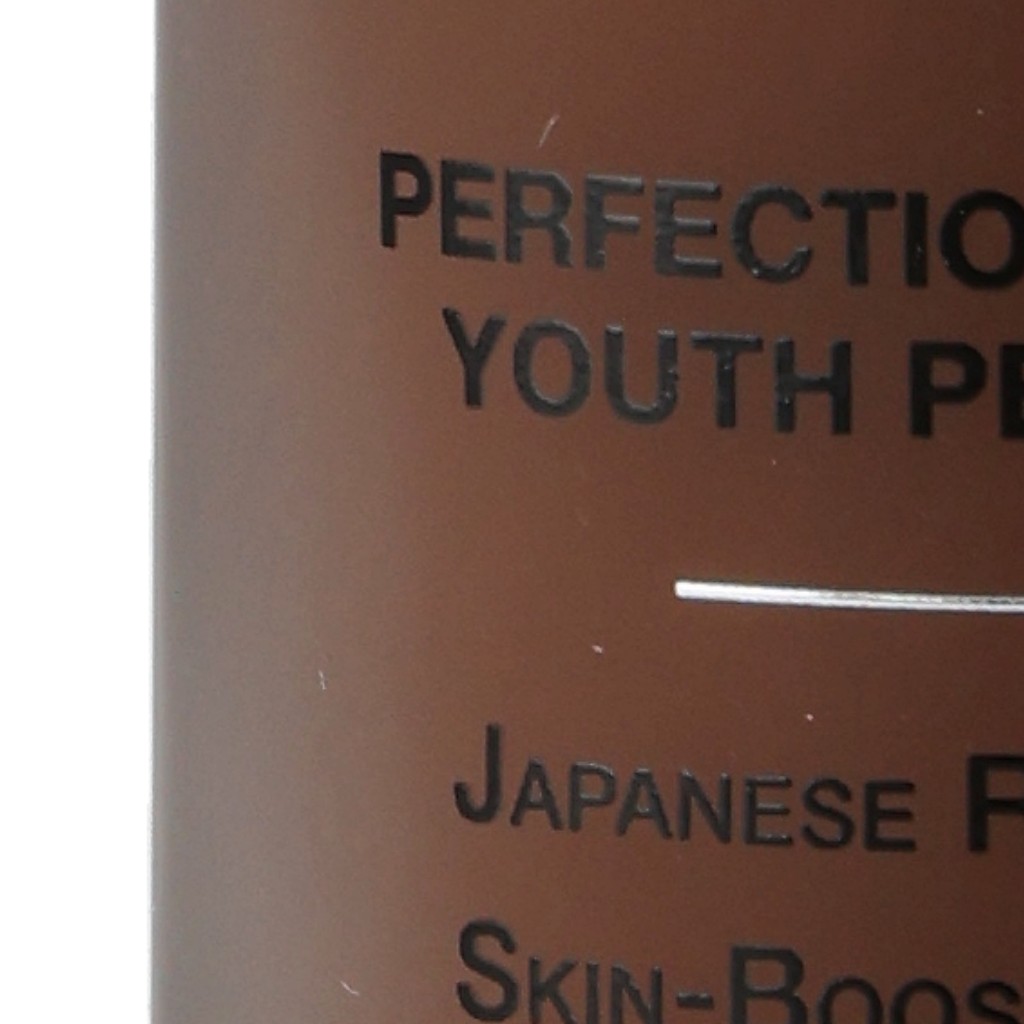 PERFECTIO
YOUTH PE
JAPANESE R
SKIN-BOOS